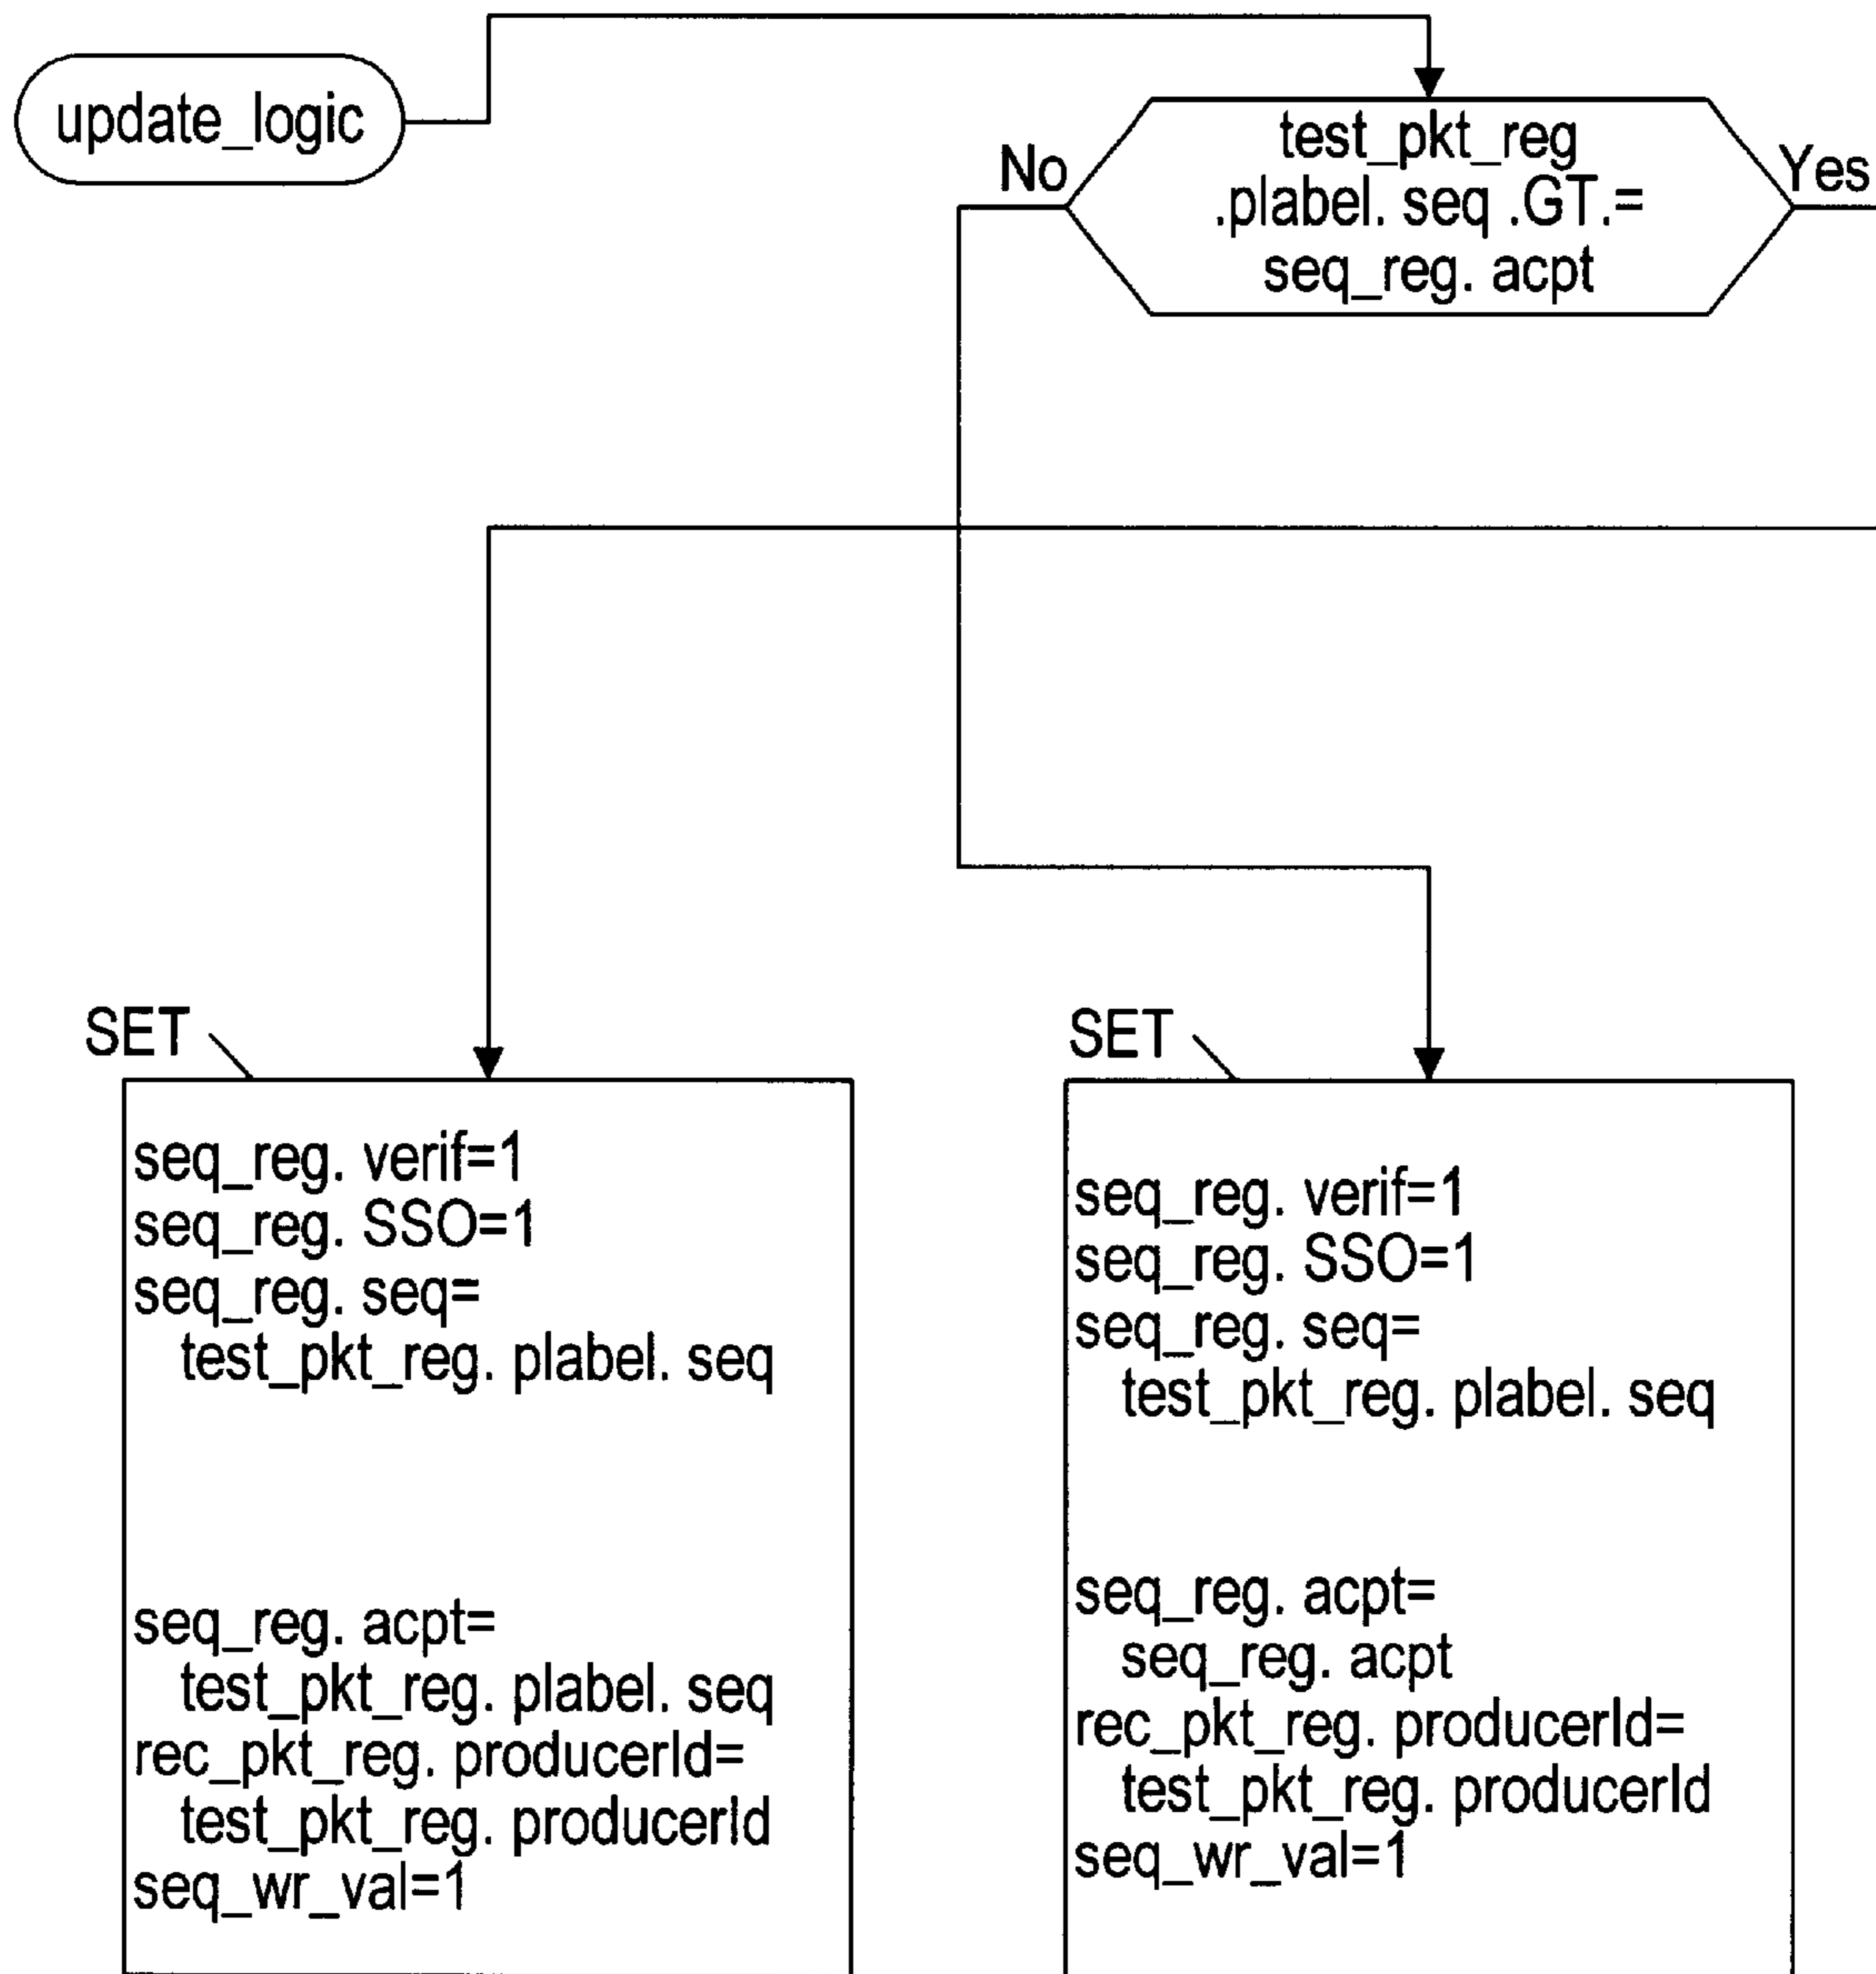 update_logic
test_pkt_reg
.plabel. seq .GT.=
seq_reg. acpt
No
Yes
SET
seq_reg. verif=1
seq_reg. SSO=1
seq_reg. seq=
test_pkt_reg. plabel. seq
seq_reg. acpt=
test_pkt_reg. plabel. seq
rec_pkt_reg. producerId=
test_pkt_reg. producerId
seq_wr_val=1
SET
seq_reg. verif=1
seq_reg. SSO=1
seq_reg. seq=
test_pkt_reg. plabel. seq
seq_reg. acpt=
seq_reg. acpt
rec_pkt_reg. producerId=
test_pkt_reg. producerId
seq_wr_val=1